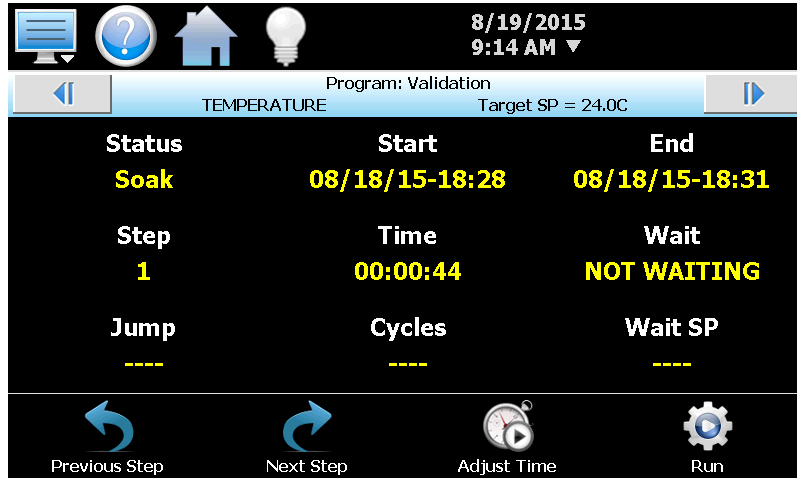 8/19/2015
9:14 AM ▼
Program: Validation
TEMPERATURE Target SP = 24.0C
Status Start End
Soak 08/18/15-18:28 08/18/15-18:31
Step Time Wait
1 00:00:44 NOT WAITING
Jump Cycles Wait SP
---- ---- ----
Previous Step Next Step Adjust Time Run